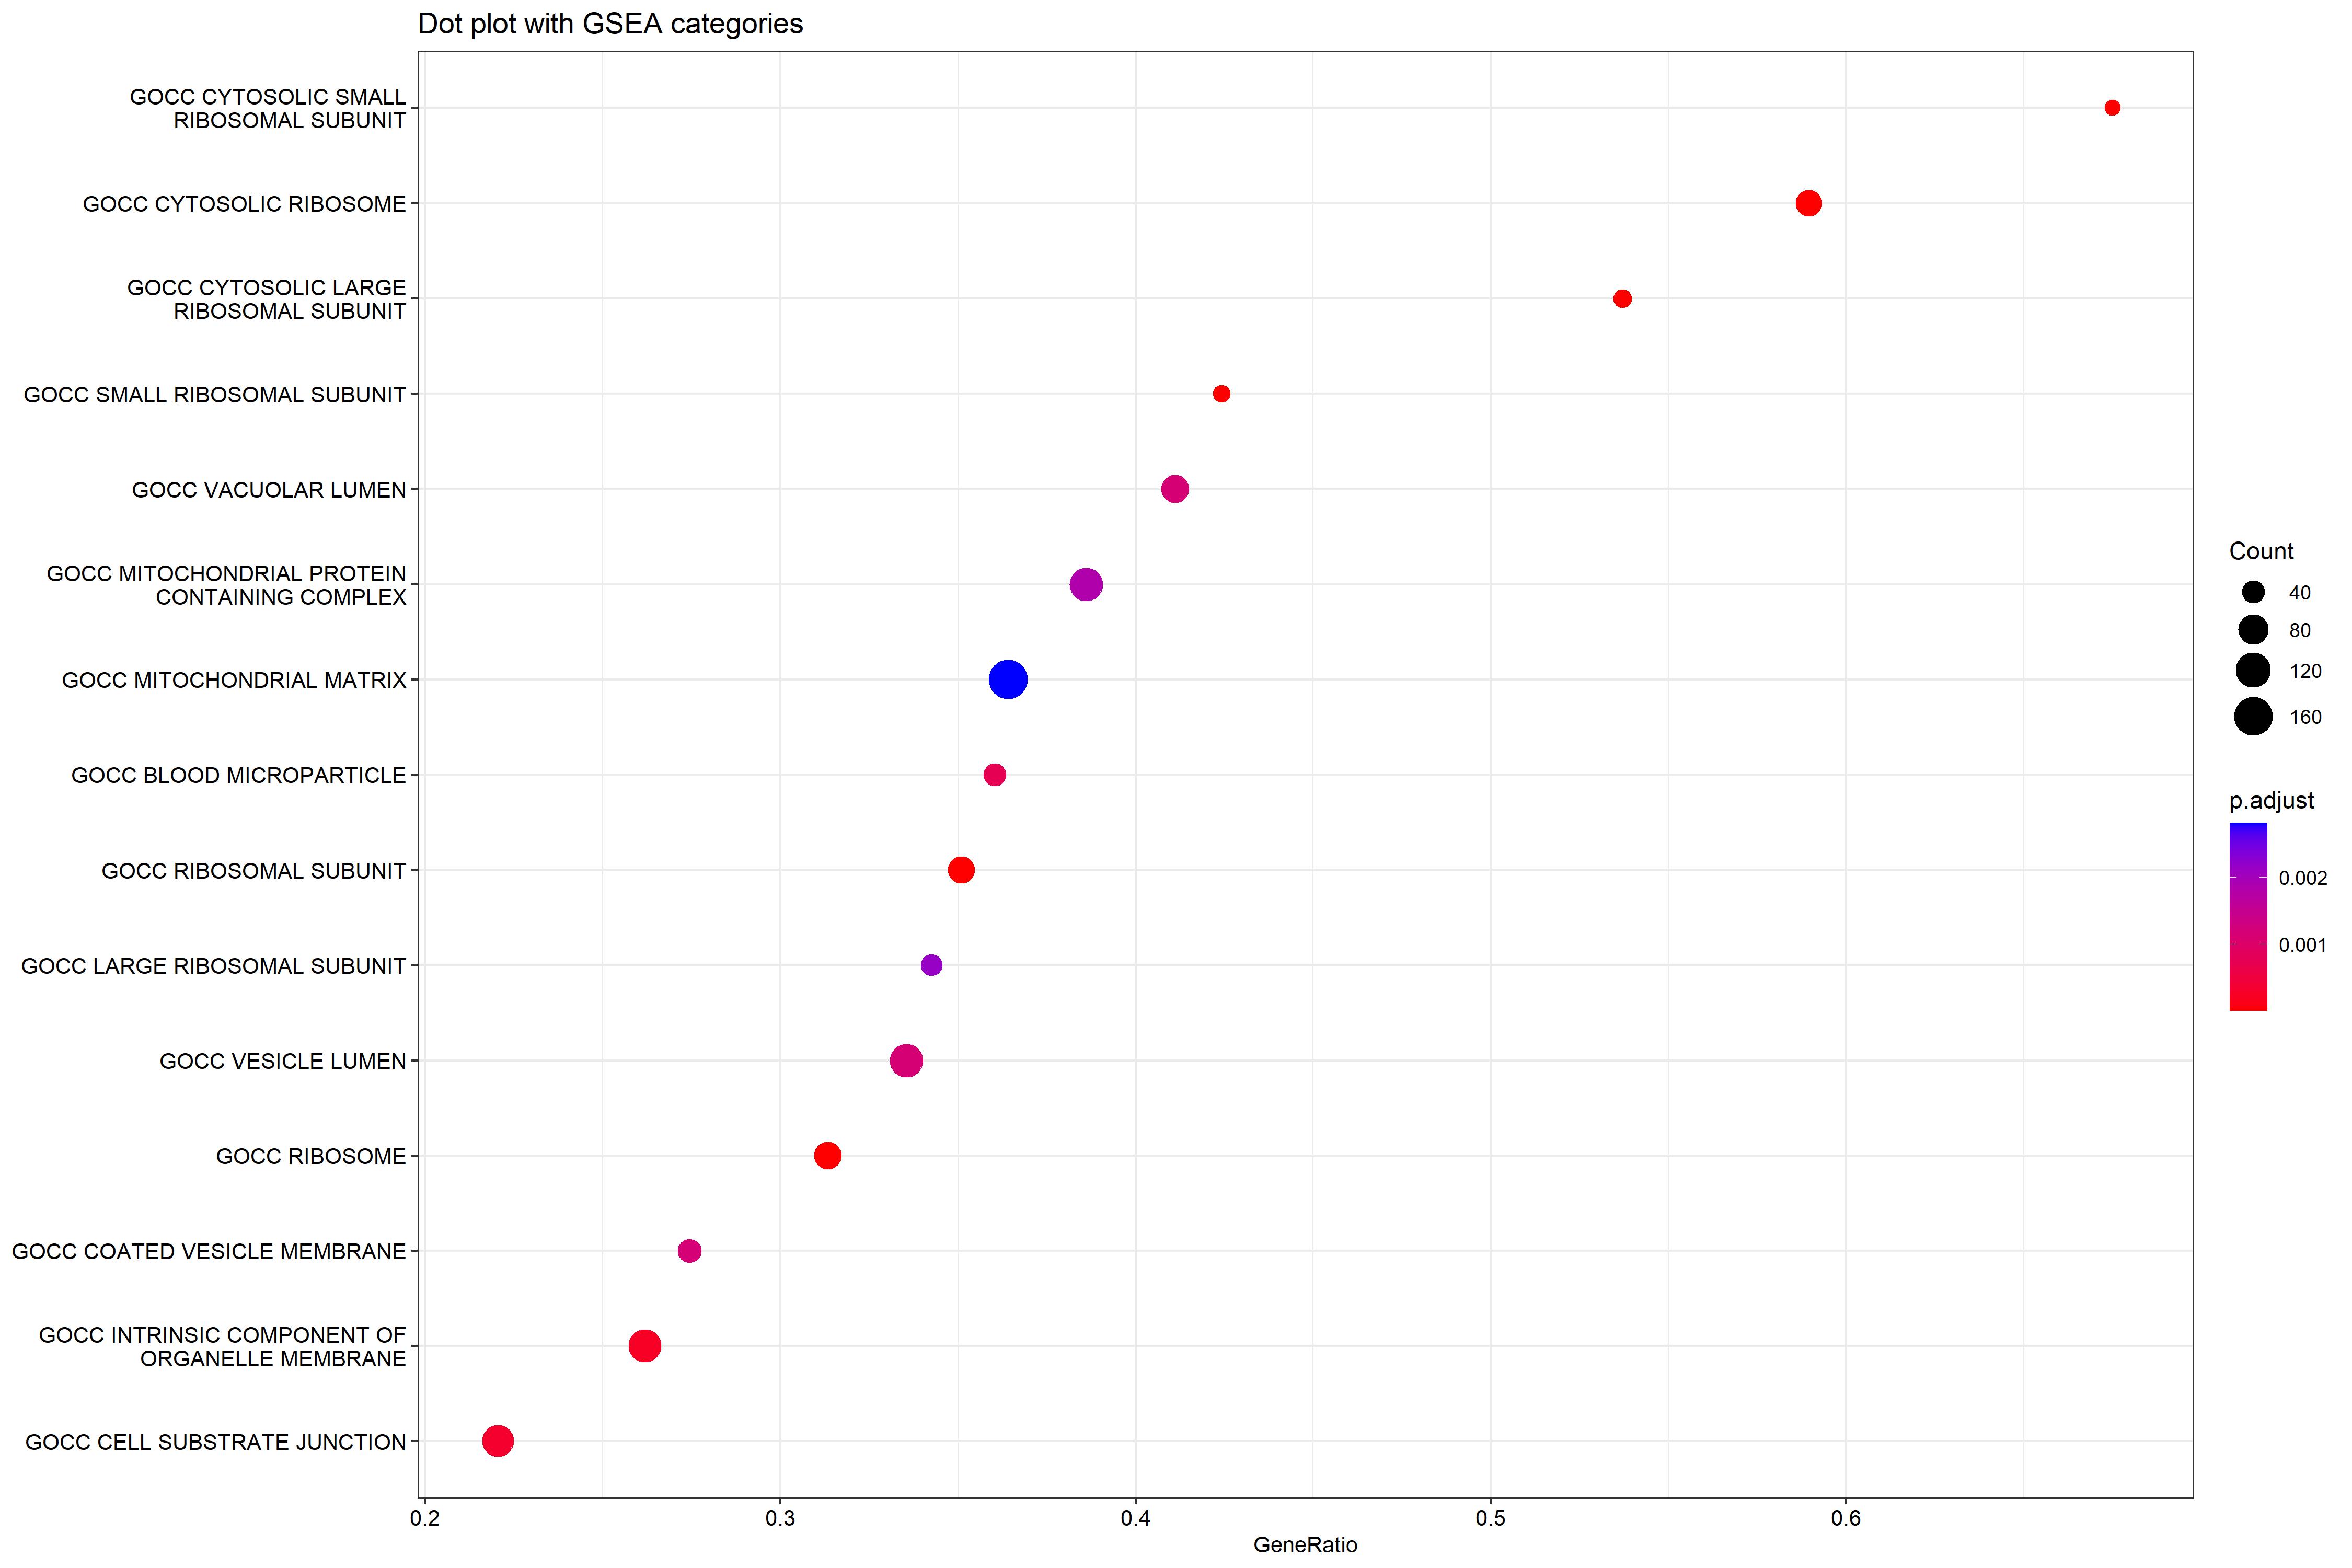 Dot plot with GSEA categories
GOCC CYTOSOLIC SMALL
RIBOSOMAL SUBUNIT
GOCC CYTOSOLIC RIBOSOME
GOCC CYTOSOLIC LARGE
RIBOSOMAL SUBUNIT
GOCC SMALL RIBOSOMAL SUBUNIT
GOCC VACUOLAR LUMEN
GOCC MITOCHONDRIAL PROTEIN
CONTAINING COMPLEX
GOCC MITOCHONDRIAL MATRIX
GOCC BLOOD MICROPARTICLE
GOCC RIBOSOMAL SUBUNIT
GOCC LARGE RIBOSOMAL SUBUNIT
GOCC VESICLE LUMEN
GOCC RIBOSOME
GOCC COATED VESICLE MEMBRANE
GOCC INTRINSIC COMPONENT OF
ORGANELLE MEMBRANE
GOCC CELL SUBSTRATE JUNCTION
0.2 0.3 0.4 0.5 0.6
GeneRatio
Count
40
80
120
160
p.adjust
0.002
0.001